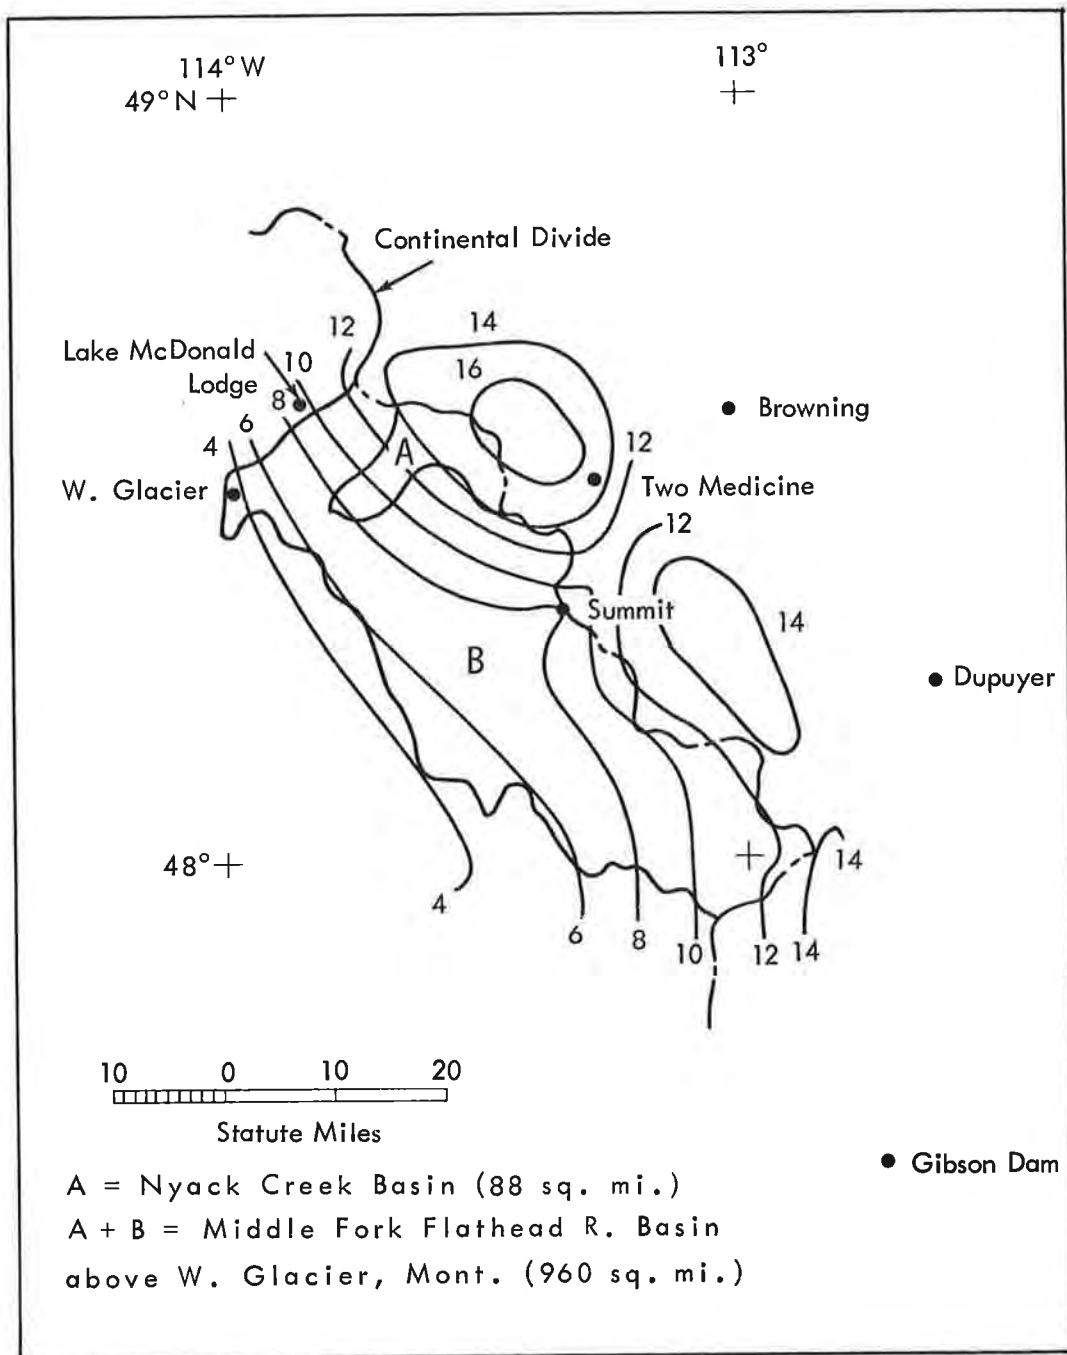 114° W
113°
49° N
Continental Divide
12
14
Lake McDonald
Lodge
10
16
8
6
4
Browning
12
A
W. Glacier
Two Medicine
12
Summit
14
B
Dupuyer
48°
14
4
6
8
10
12
14
10 0 10 20
Statute Miles
Gibson Dam
A = Nyack Creek Basin (88 sq. mi.)
A + B = Middle Fork Flathead R. Basin
above W. Glacier, Mont. (960 sq. mi.)